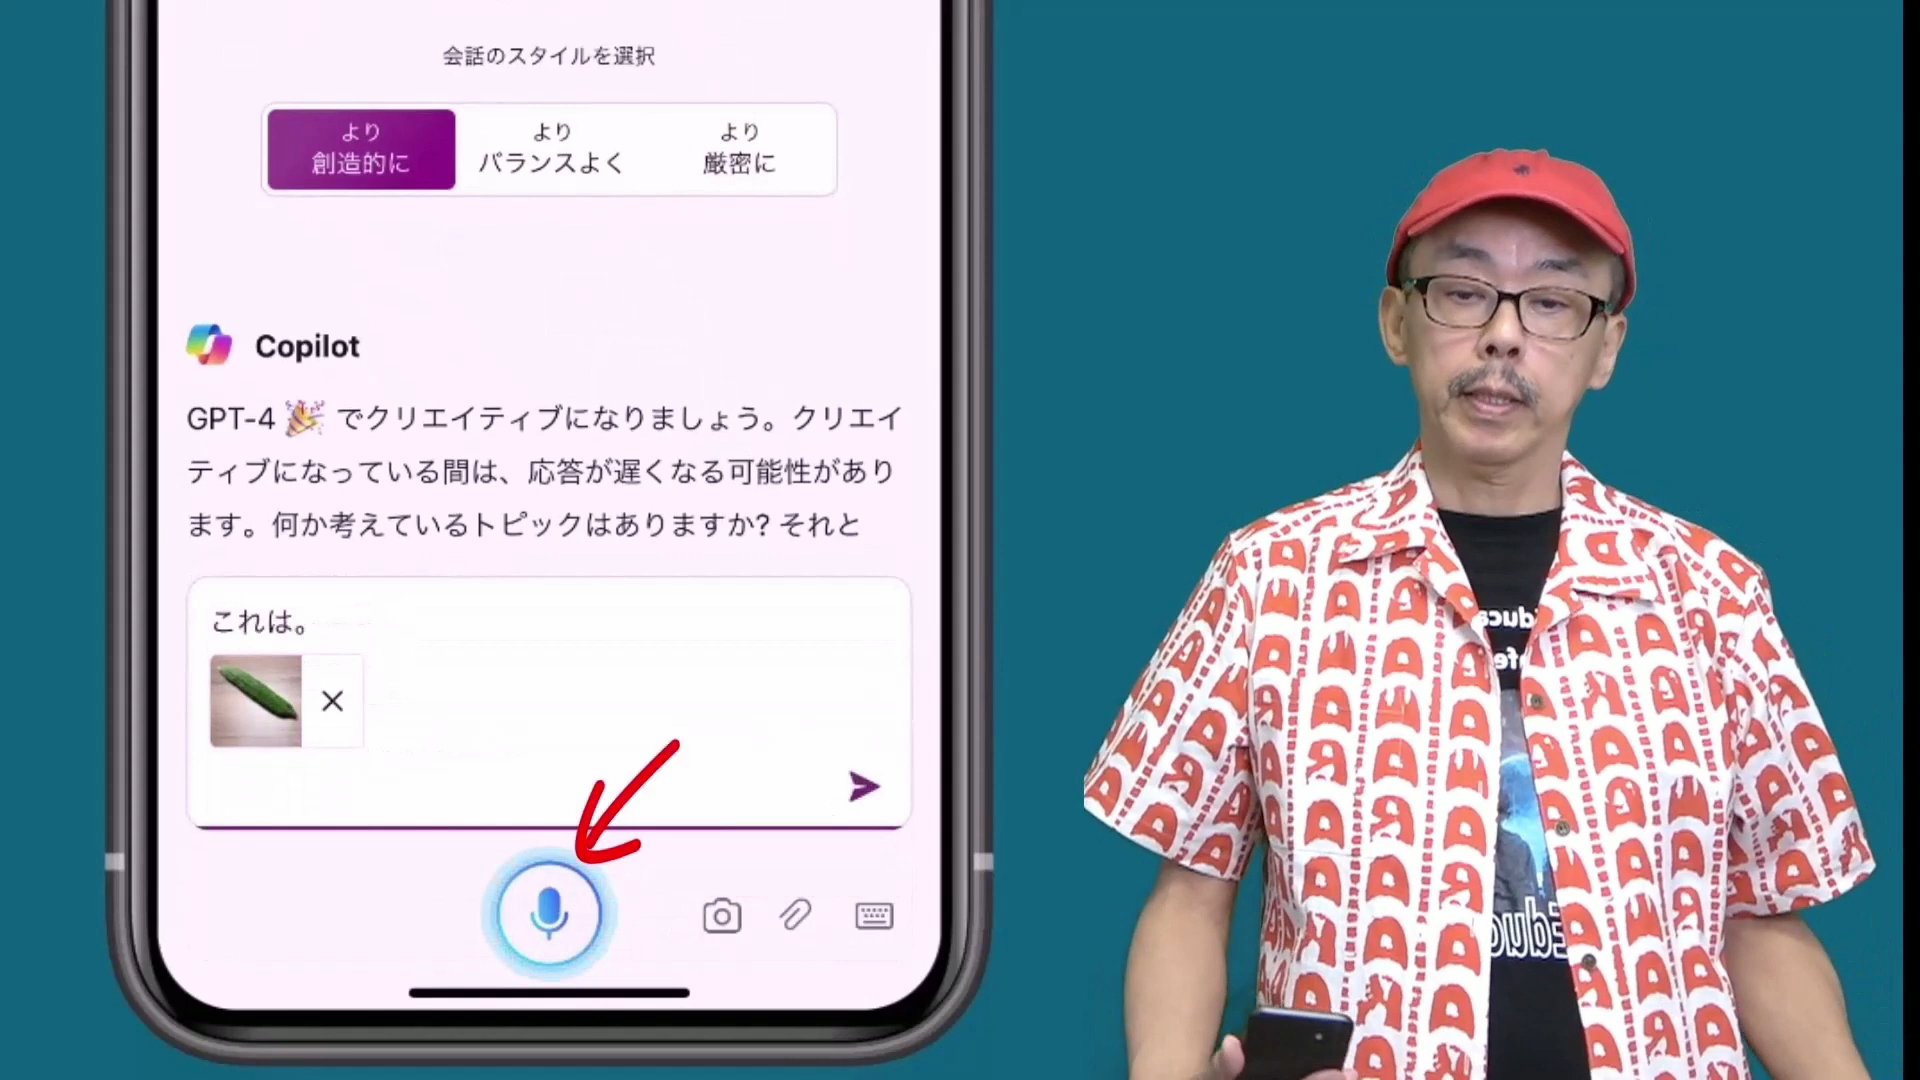 会話のスタイルを選択
より
創造的に
より
バランスよく
より
厳密に
Copilot
GPT-4 🎉 でクリエイティブになりましょう。クリエイ
ティブになっている間は、応答が遅くなる可能性があり
ます。何か考えているトピックはありますか? それと
これは。